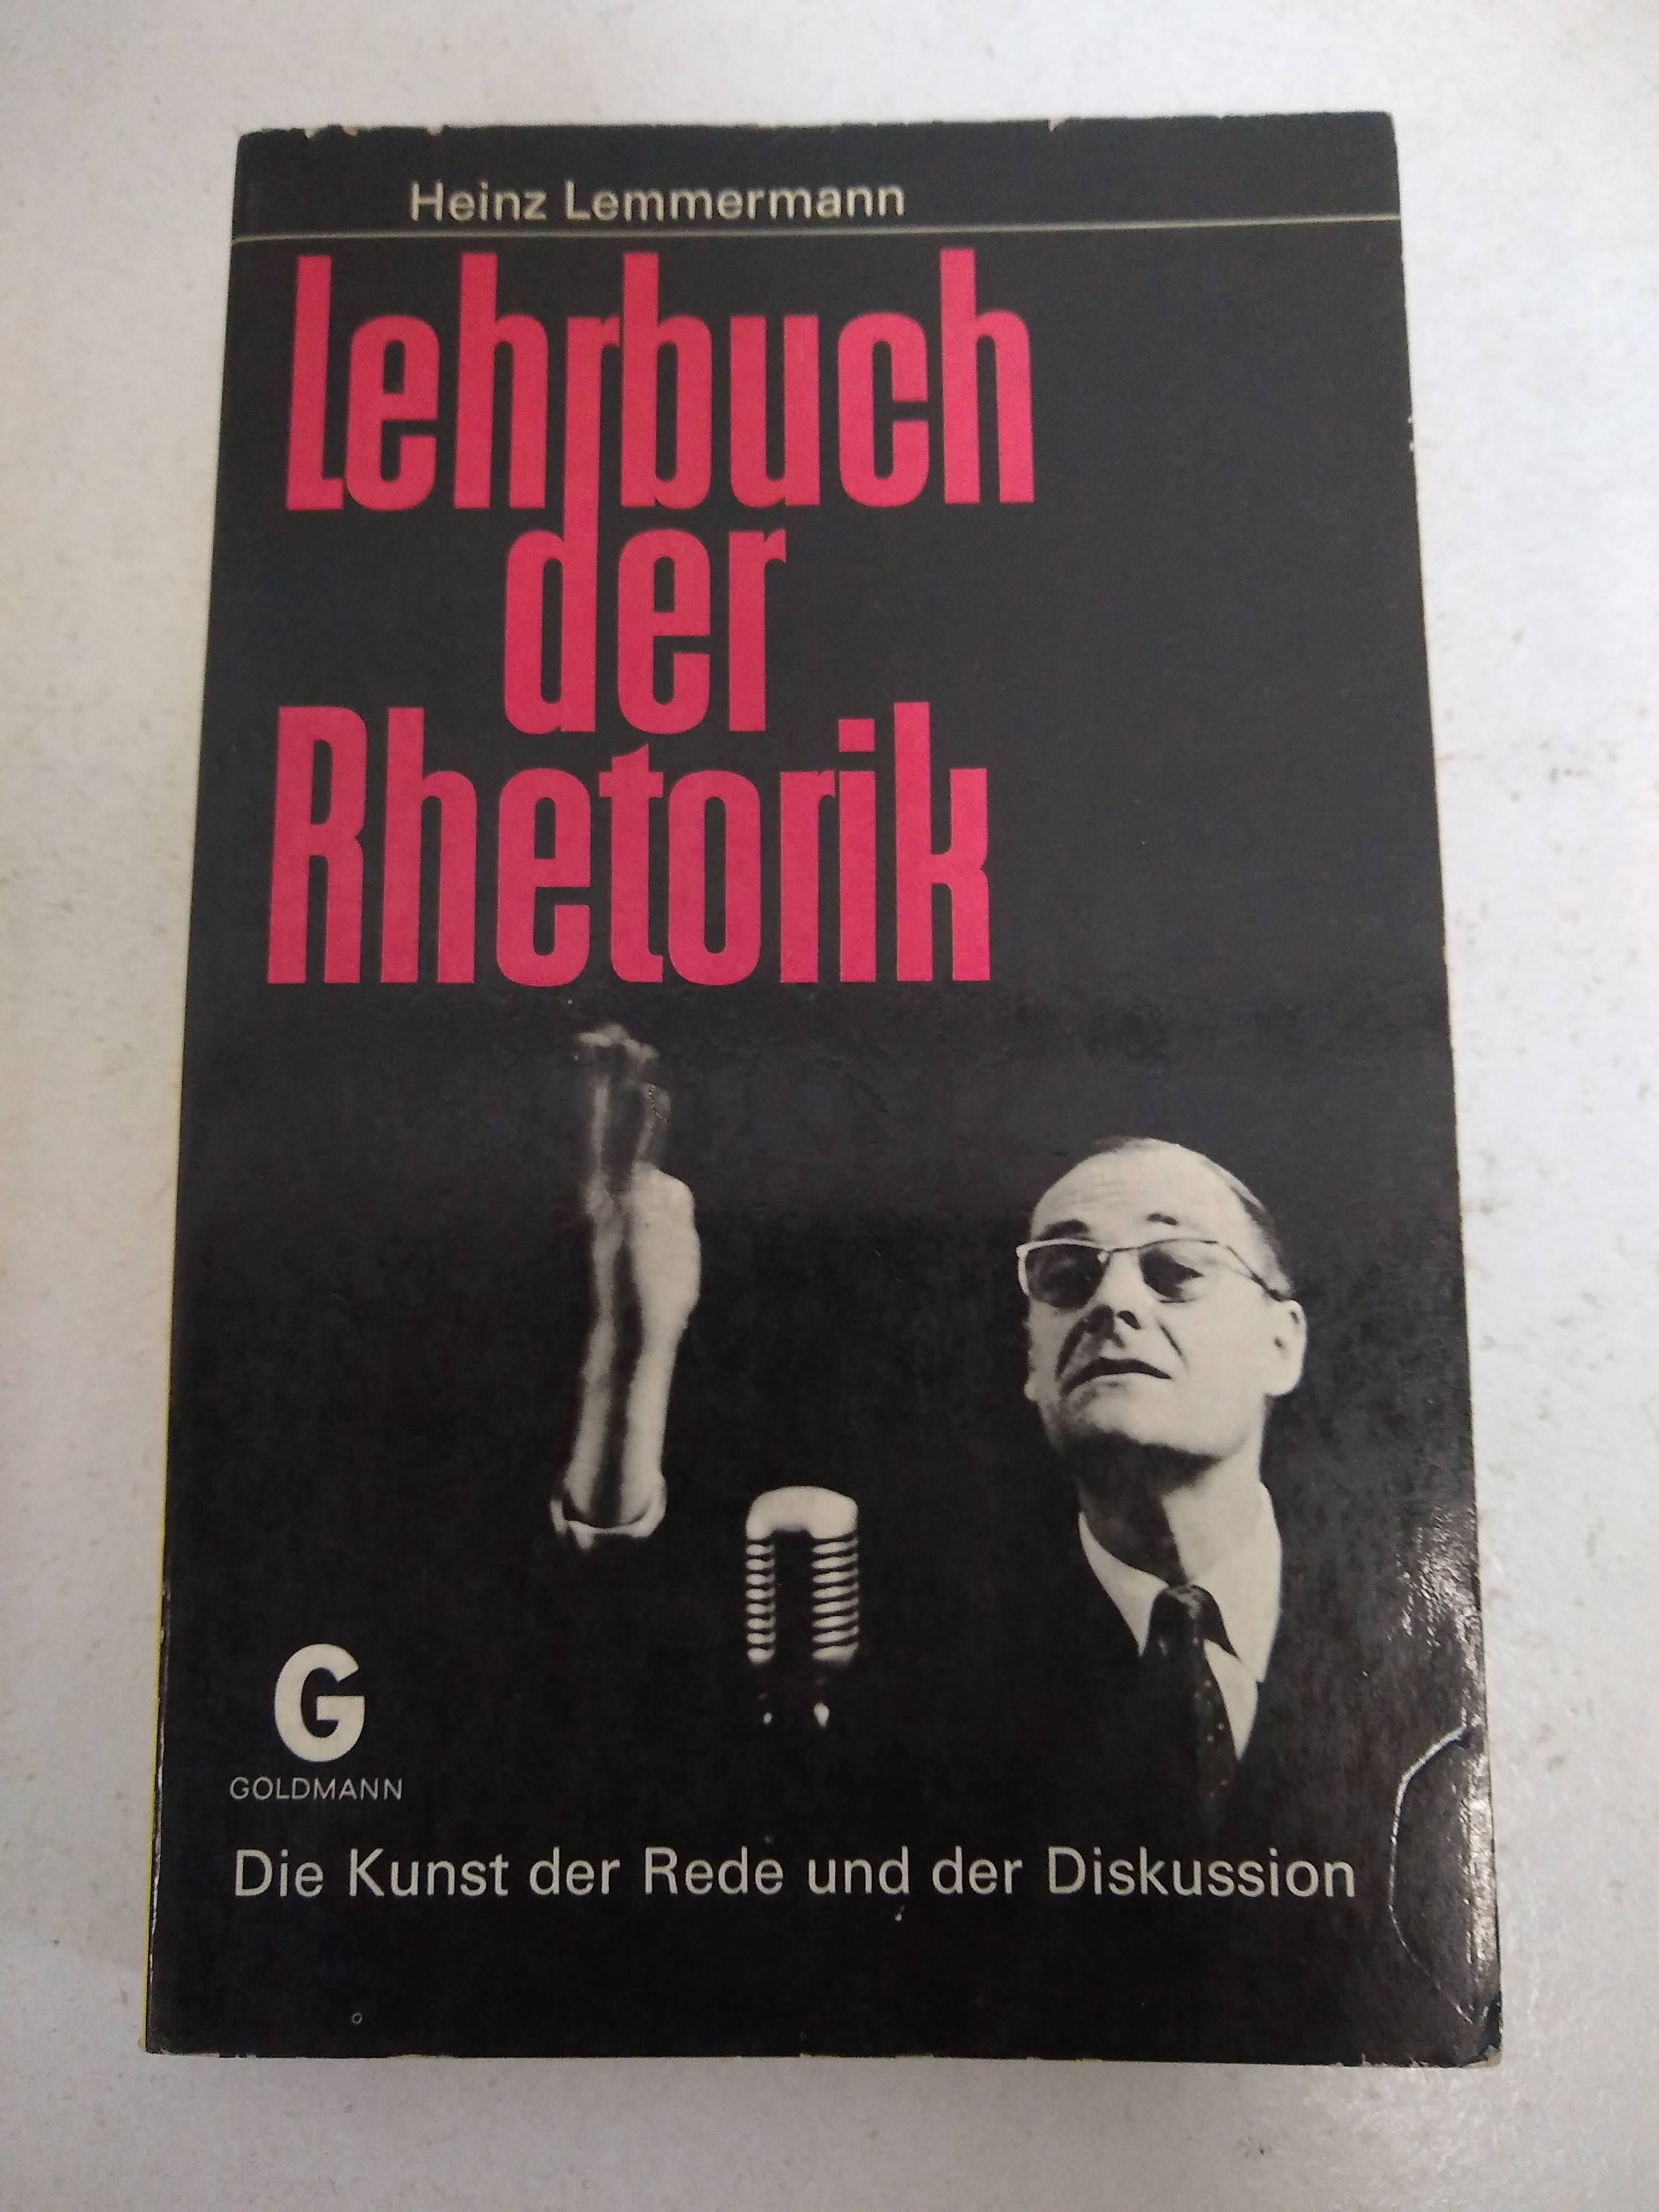 Heinz Lemmermann
Lehrbuch
der
Rhetorik
G
GOLDMANN
Die Kunst der Rede und der Diskussion